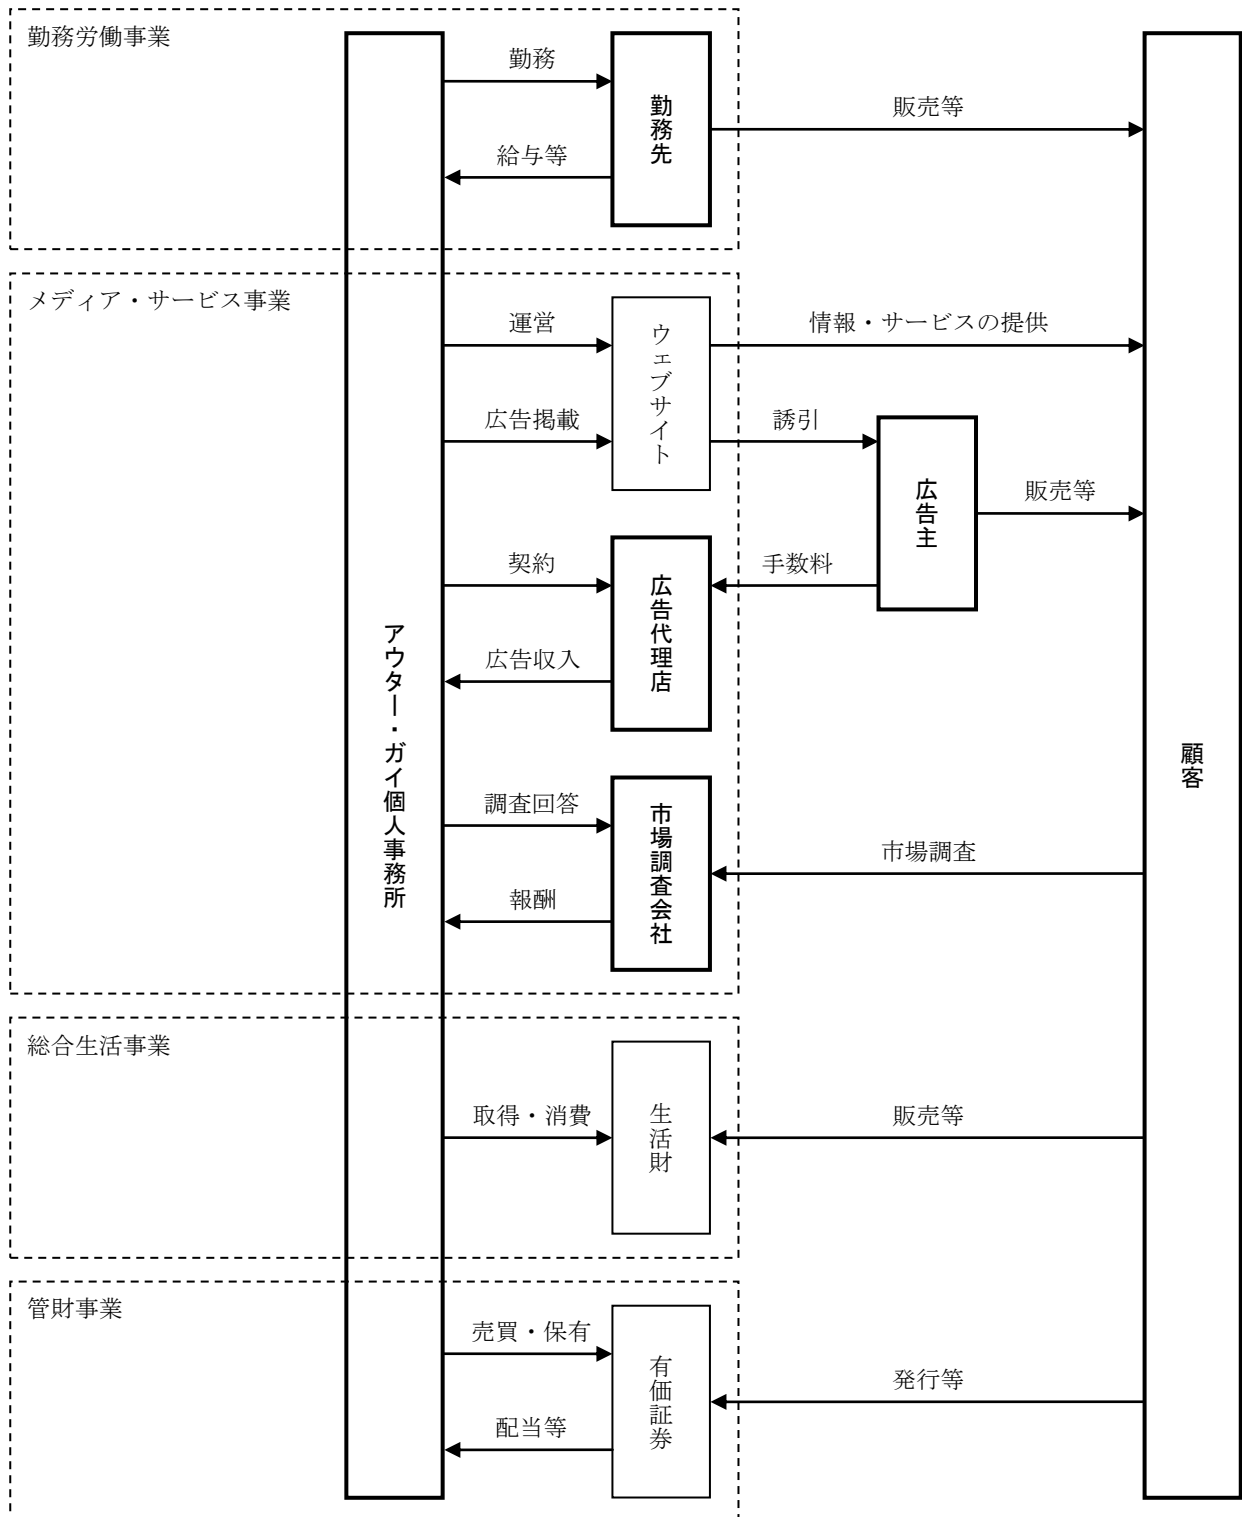 勤務労働事業
勤務
勤務先
販売等
給与等
メディア・サービス事業
運営
ウェブサイト
情報・サービスの提供
広告掲載
誘引
広告主
販売等
契約
広告代理店
手数料
広告収入
アウター・ガイ個人事務所
顧客
調査回答
市場調査会社
市場調査
報酬
総合生活事業
取得・消費
生活財
販売等
管財事業
売買・保有
有価証券
発行等
配当等